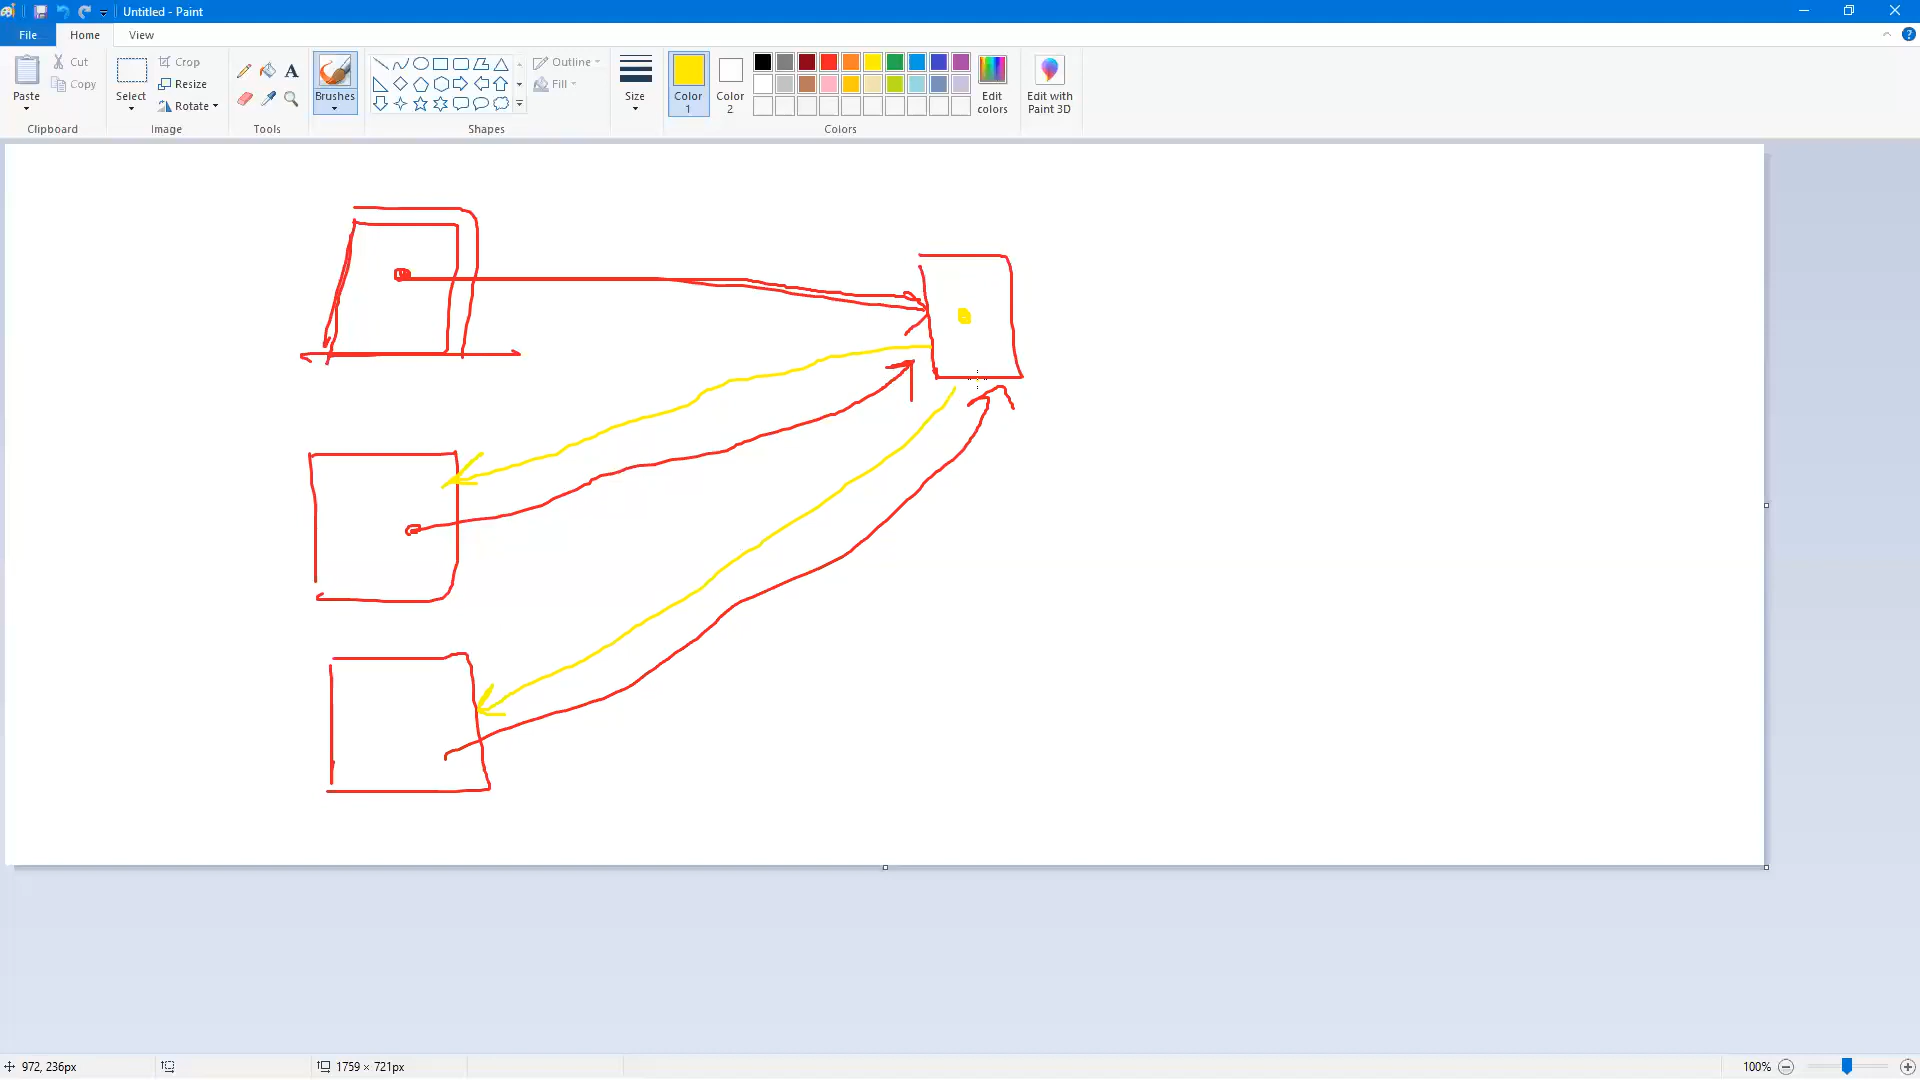 Untitled - Paint
File Home View
Paste
Cut
Copy
Clipboard
Select
Crop
Resize
Rotate
Image
A
Tools
Brushes
Shapes
Outline
Fill
Size
Color 1
Color 2
Edit colors
Colors
Edit with Paint 3D
972, 236px
1759 × 721px
100%